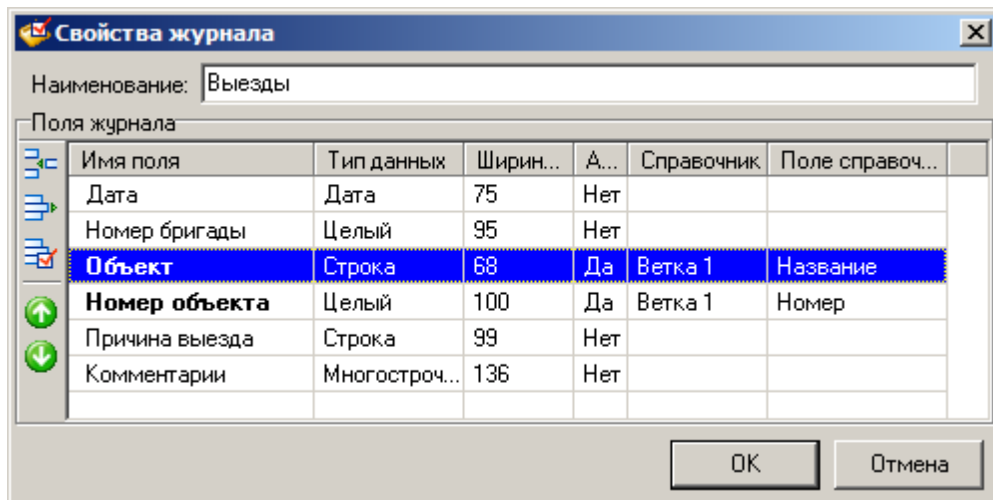 Свойства журнала
Наименование: Выезды
Поля журнала
Имя поля Тип данных Ширин... А... Справочник Поле справоч...
Дата Дата 75 Нет
Номер бригады Целый 95 Нет
Объект Строка 68 Да Ветка 1 Название
Номер объекта Целый 100 Да Ветка 1 Номер
Причина выезда Строка 99 Нет
Комментарии Многостроч... 136 Нет
OK Отмена